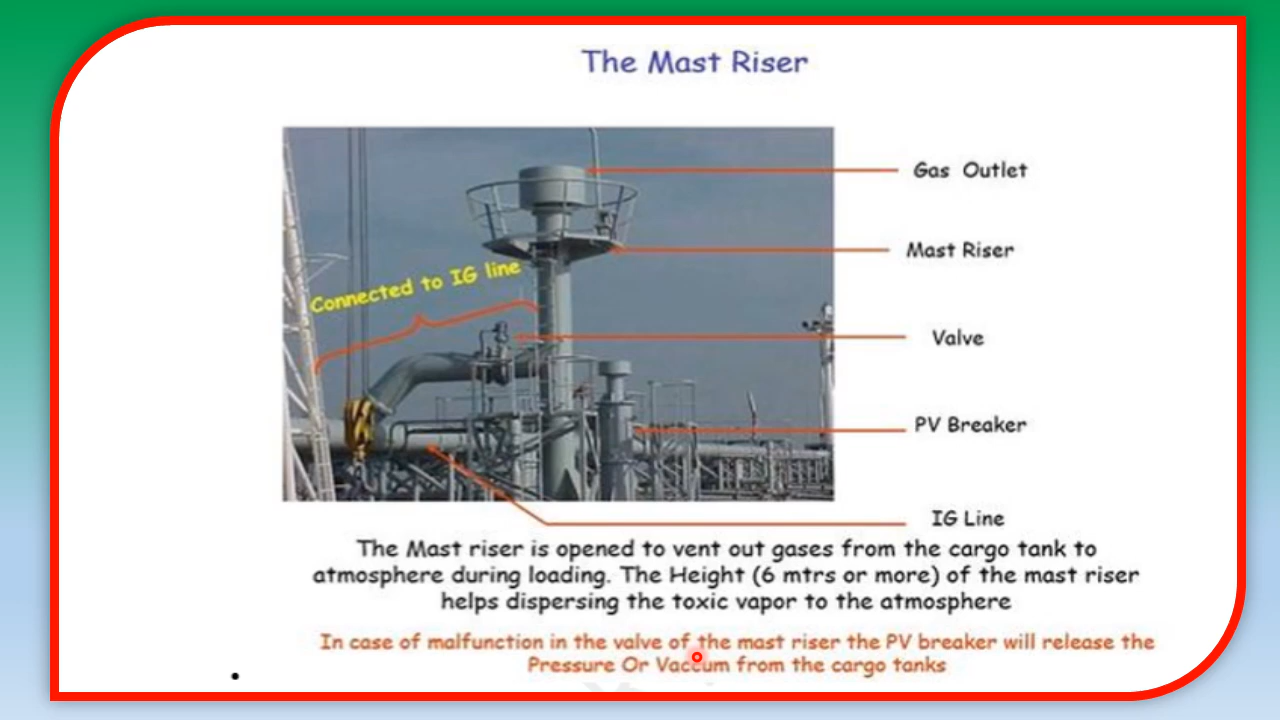 The Mast Riser
Gas Outlet
Mast Riser
Connected to IG line
Valve
PV Breaker
IG Line
The Mast riser is opened to vent out gases from the cargo tank to
atmosphere during loading. The Height (6 mtrs or more) of the mast riser
helps dispersing the toxic vapor to the atmosphere
In case of malfunction in the valve of the mast riser the PV breaker will release the
Pressure Or Vaccum from the cargo tanks